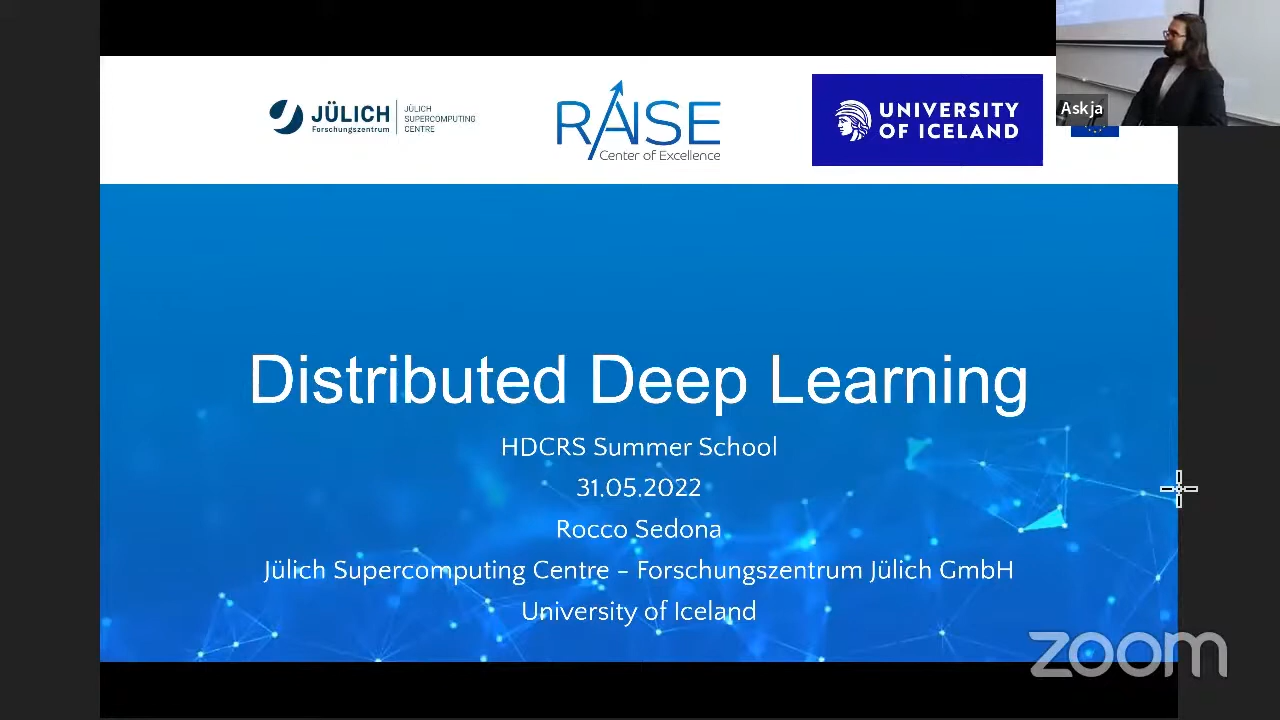 JÜLICH
Forschungszentrum
JÜLICH
SUPERCOMPUTING
CENTRE
RAISE
Center of Excellence
UNIVERSITY
OF ICELAND
Askja
Distributed Deep Learning
HDCRS Summer School
31.05.2022
Rocco Sedona
Jülich Supercomputing Centre – Forschungszentrum Jülich GmbH
University of Iceland
zoom